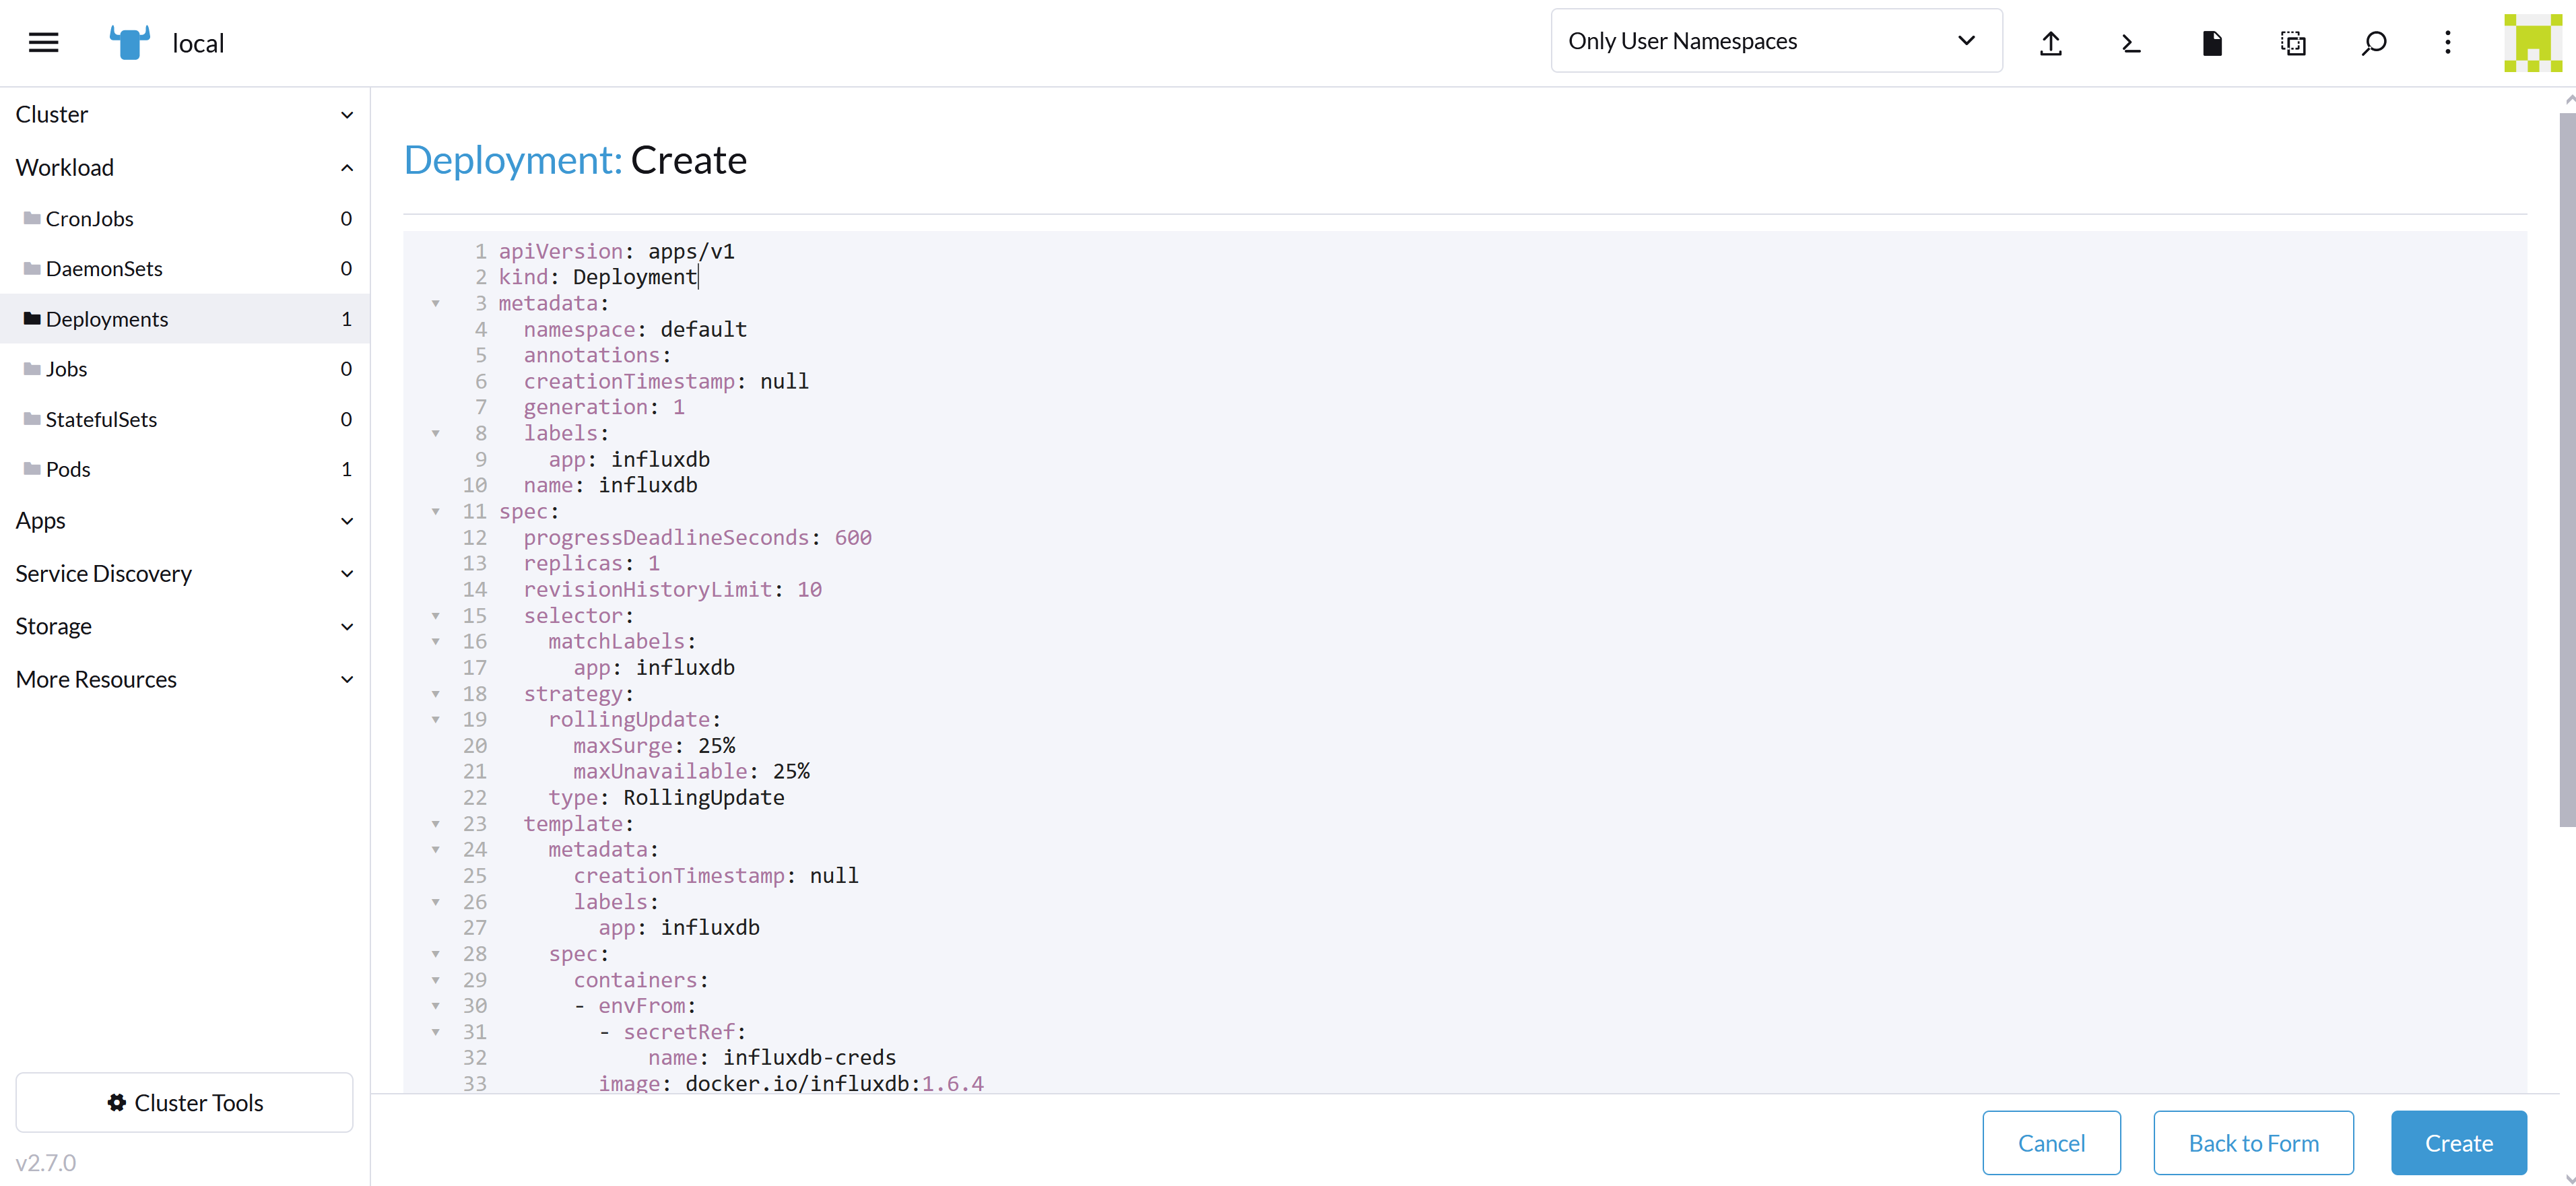 local
Only User Namespaces
Cluster
Workload
CronJobs 0
DaemonSets 0
Deployments 1
Jobs 0
StatefulSets 0
Pods 1
Apps
Service Discovery
Storage
More Resources
Cluster Tools
v2.7.0
Deployment: Create
1 apiVersion: apps/v1
2 kind: Deployment
3 metadata:
4   namespace: default
5   annotations:
6   creationTimestamp: null
7   generation: 1
8   labels:
9     app: influxdb
10   name: influxdb
11 spec:
12   progressDeadlineSeconds: 600
13   replicas: 1
14   revisionHistoryLimit: 10
15   selector:
16     matchLabels:
17       app: influxdb
18   strategy:
19     rollingUpdate:
20       maxSurge: 25%
21       maxUnavailable: 25%
22     type: RollingUpdate
23   template:
24     metadata:
25       creationTimestamp: null
26       labels:
27         app: influxdb
28     spec:
29       containers:
30       - envFrom:
31         - secretRef:
32             name: influxdb-creds
33         image: docker.io/influxdb:1.6.4
Cancel
Back to Form
Create